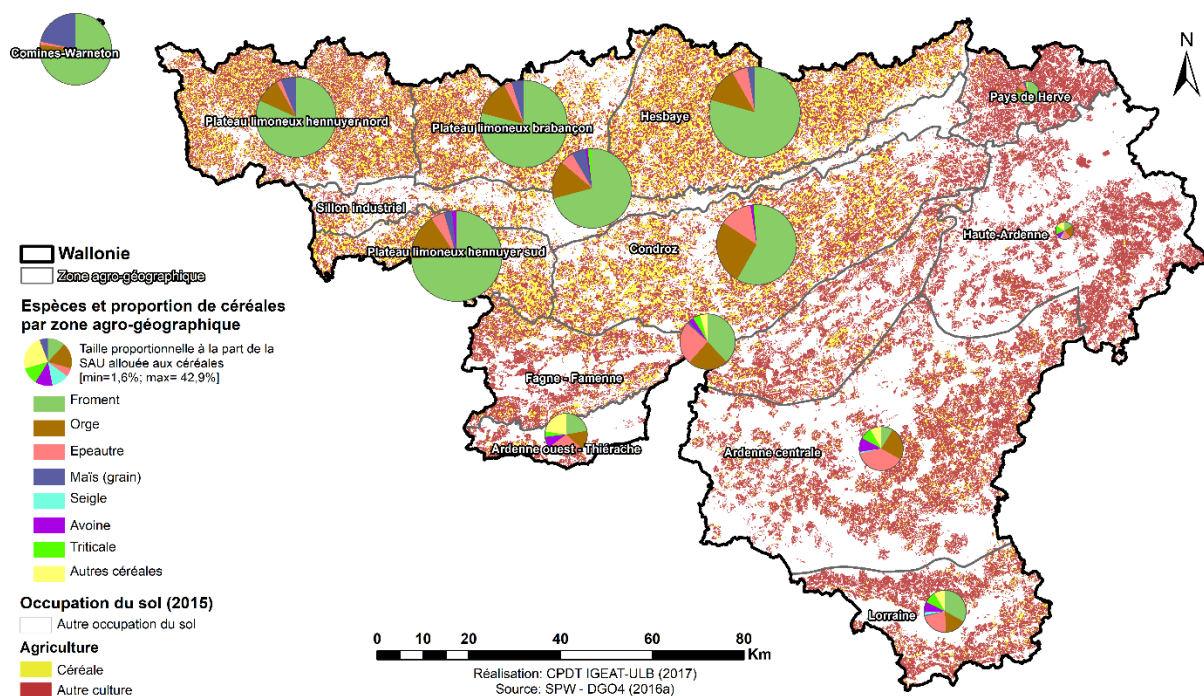 Comines-Warneton
Plateau limoneux hennuyer nord
Plateau limoneux brabançon
Hesbaye
Pays de Herve
N
Sillon industriel
Plateau limoneux hennuyer sud
Condroz
Haute-Ardenne
Fagne - Famenne
Ardenne ouest - Thiérache
Ardenne centrale
Lorraine
Wallonie
Zone agro-géographique
Espèces et proportion de céréales
par zone agro-géographique
Taille proportionelle à la part de la
SAU allouée aux céréales
[min=1,6%; max= 42,9%]
Froment
Orge
Epeautre
Maïs (grain)
Seigle
Avoine
Triticale
Autres céréales
Occupation du sol (2015)
Autre occupation du sol
Agriculture
Céréale
Autre culture
0 10 20 40 60 80
Km
Réalisation: CPDT IGEAT-ULB (2017)
Source: SPW - DGO4 (2016a)